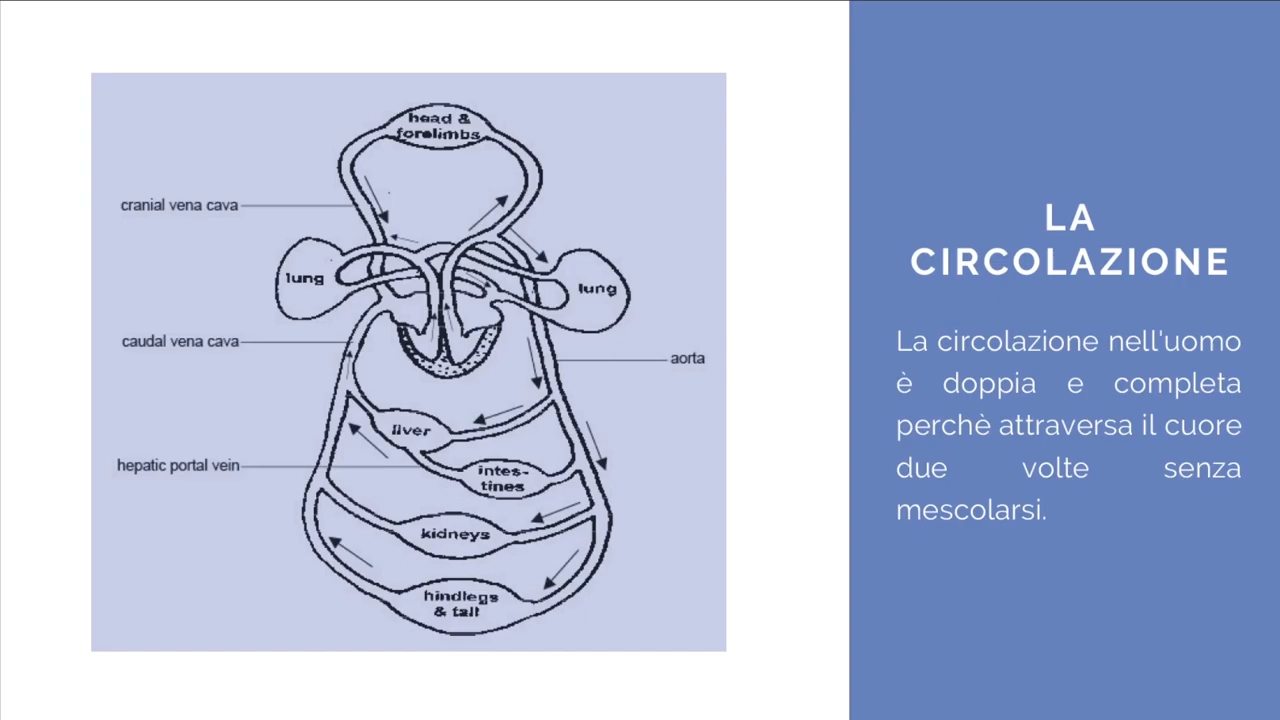 head &
forelimbs
cranial vena cava
lung
lung
caudal vena cava
aorta
liver
hepatic portal vein
intes-
tines
kidneys
hindlegs
& tail
LA
CIRCOLAZIONE
La circolazione nell'uomo
è doppia e completa
perchè attraversa il cuore
due volte senza
mescolarsi.